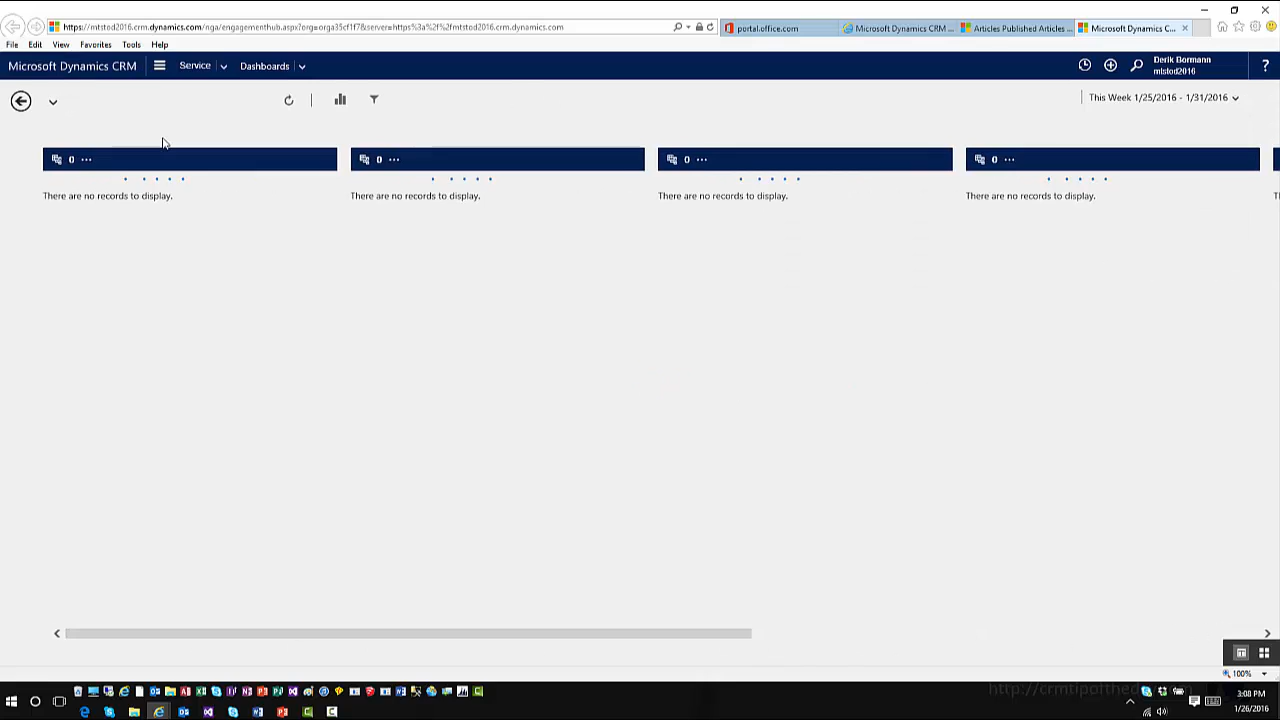 https://mtstod2016.crm.dynamics.com/nga/engagementhub.aspx?org=orga35cf1f7&server=https%3a%2f%2fmtstod2016.crm.dynamics.com
portal.office.com
Microsoft Dynamics CRM ...
Articles Published Articles ...
Microsoft Dynamics C...
File Edit View Favorites Tools Help
Microsoft Dynamics CRM
Service
Dashboards
Derik Bormann
mtstod2016
?
This Week 1/25/2016 - 1/31/2016
0 ...
0 ...
0 ...
0 ...
There are no records to display.
There are no records to display.
There are no records to display.
There are no records to display.
100%
http://crmtipoftheday.com
3:08 PM
1/26/2016